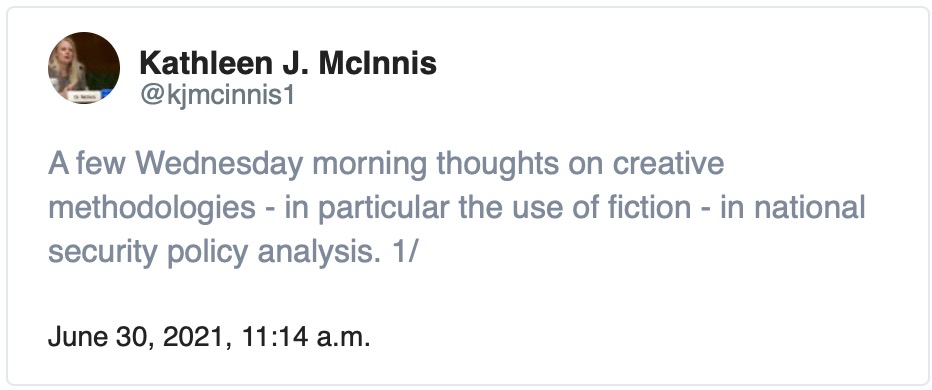 Kathleen J. McInnis
@kjmcinnis1
A few Wednesday morning thoughts on creative
methodologies - in particular the use of fiction - in national
security policy analysis. 1/
June 30, 2021, 11:14 a.m.